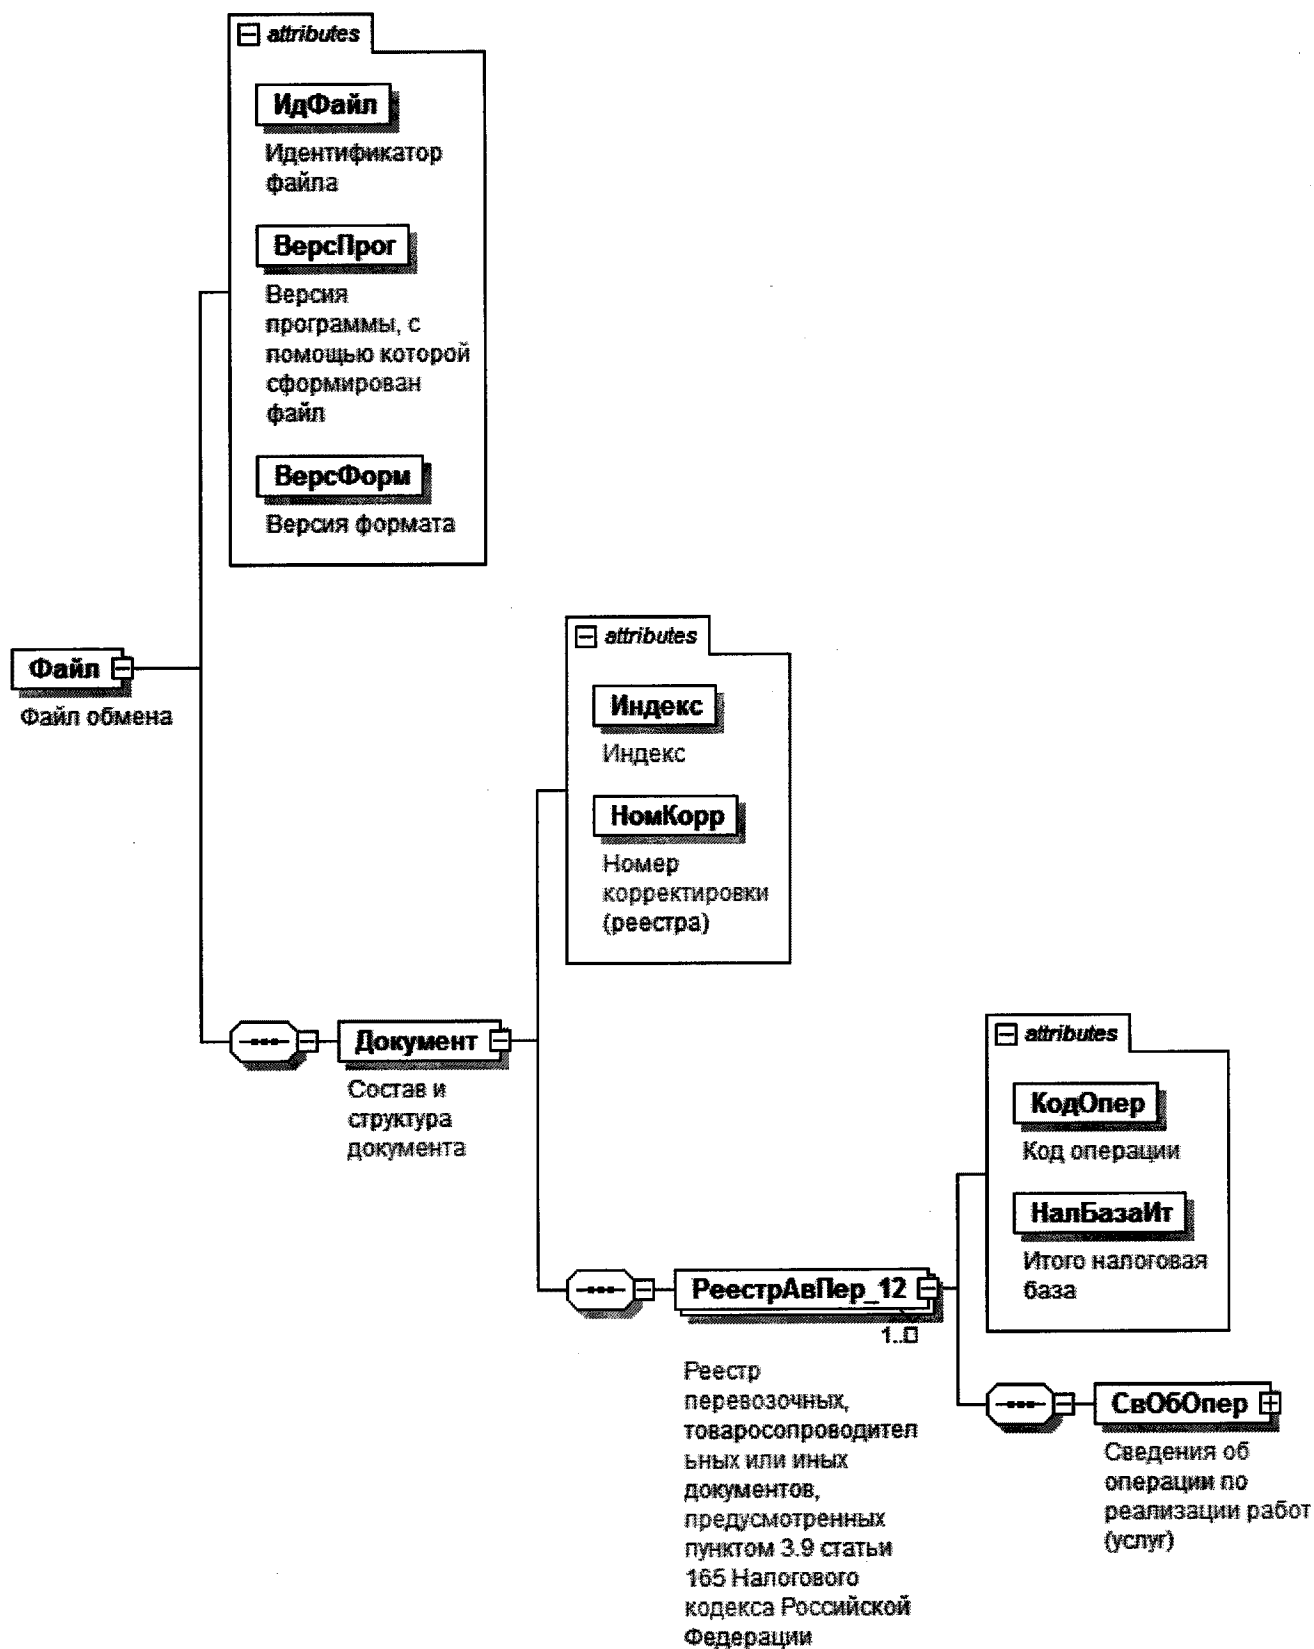 attributes
ИдФайл
Идентификатор
файла
ВерсПрог
Версия
программы, с
помощью которой
сформирован
файл
ВерсФорм
Версия формата
Файл
Файл обмена
attributes
Индекс
Индекс
НомКорр
Номер
корректировки
(реестра)
Документ
Состав и
структура
документа
attributes
КодОпер
Код операции
НалБазаИт
Итого налоговая
база
РеестрАвПер_12
1..□
Реестр
перевозочных,
товаросопроводител
ьных или иных
документов,
предусмотренных
пунктом 3.9 статьи
165 Налогового
кодекса Российской
Федерации
СвОбОпер
Сведения об
операции по
реализации работ
(услуг)